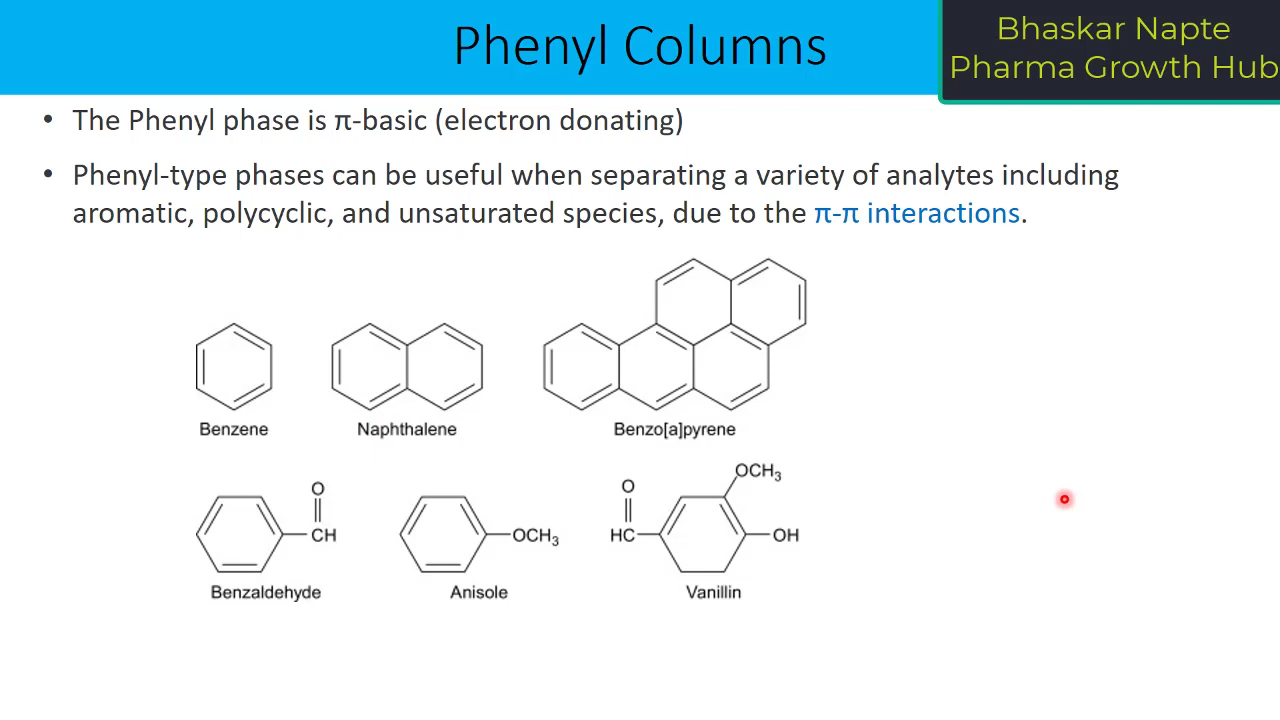 Phenyl Columns
Bhaskar Napte
Pharma Growth Hub
• The Phenyl phase is π-basic (electron donating)
• Phenyl-type phases can be useful when separating a variety of analytes including
aromatic, polycyclic, and unsaturated species, due to the π-π interactions.
Benzene
Naphthalene
Benzo[a]pyrene
O
CH
Benzaldehyde
OCH₃
Anisole
O
HC
OCH₃
OH
Vanillin